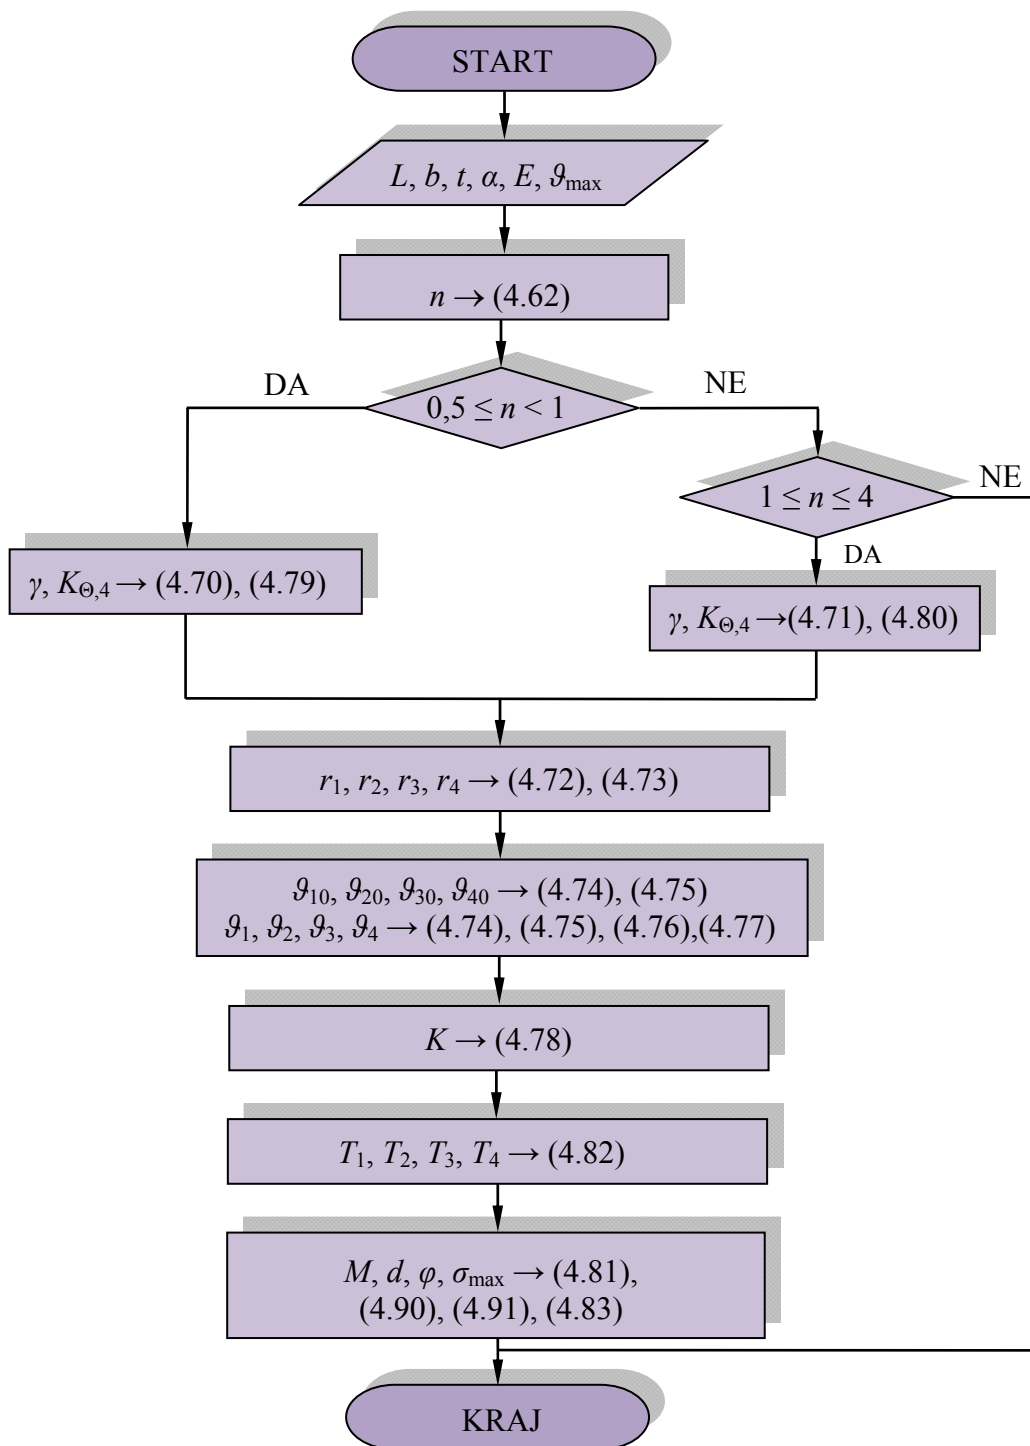 START
L, b, t, α, E, ϑmax
n → (4.62)
DA
0,5 ≤ n < 1
NE
1 ≤ n ≤ 4
NE
DA
γ, KΘ,4 → (4.70), (4.79)
γ, KΘ,4 →(4.71), (4.80)
r1, r2, r3, r4 → (4.72), (4.73)
ϑ10, ϑ20, ϑ30, ϑ40 → (4.74), (4.75)
ϑ1, ϑ2, ϑ3, ϑ4 → (4.74), (4.75), (4.76),(4.77)
K → (4.78)
T1, T2, T3, T4 → (4.82)
M, d, φ, σmax → (4.81),
(4.90), (4.91), (4.83)
KRAJ